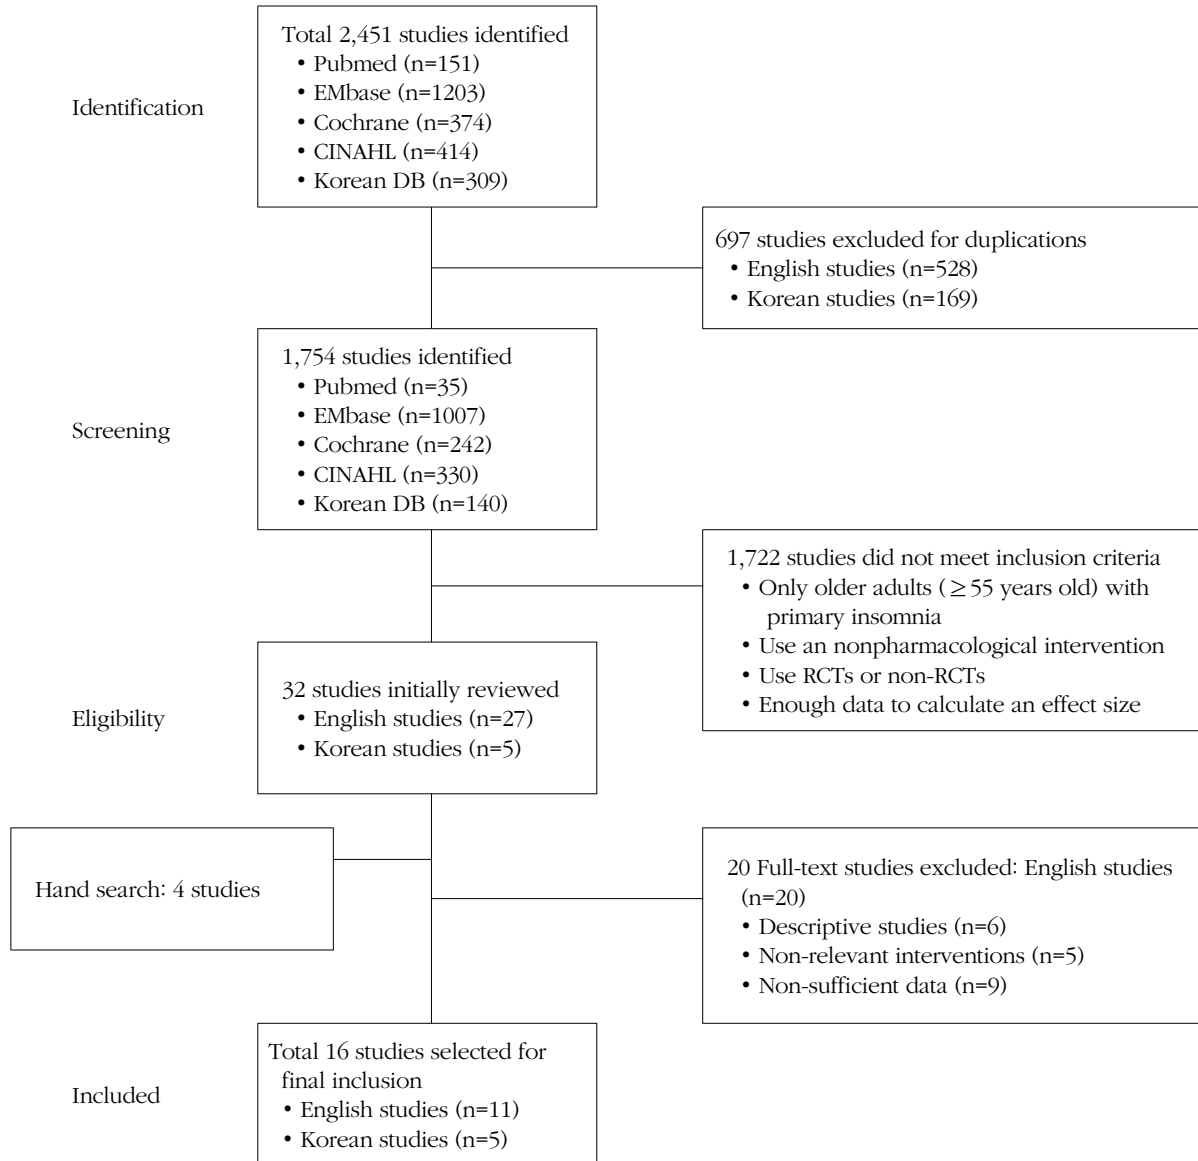 Total 2,451 studies identified
• Pubmed (n=151)
• EMbase (n=1203)
• Cochrane (n=374)
• CINAHL (n=414)
• Korean DB (n=309)
Identification
697 studies excluded for duplications
• English studies (n=528)
• Korean studies (n=169)
1,754 studies identified
• Pubmed (n=35)
• EMbase (n=1007)
• Cochrane (n=242)
• CINAHL (n=330)
• Korean DB (n=140)
Screening
1,722 studies did not meet inclusion criteria
• Only older adults (≥55 years old) with
primary insomnia
• Use an nonpharmacological intervention
• Use RCTs or non-RCTs
• Enough data to calculate an effect size
32 studies initially reviewed
• English studies (n=27)
• Korean studies (n=5)
Eligibility
Hand search: 4 studies
20 Full-text studies excluded: English studies
(n=20)
• Descriptive studies (n=6)
• Non-relevant interventions (n=5)
• Non-sufficient data (n=9)
Total 16 studies selected for
final inclusion
• English studies (n=11)
• Korean studies (n=5)
Included